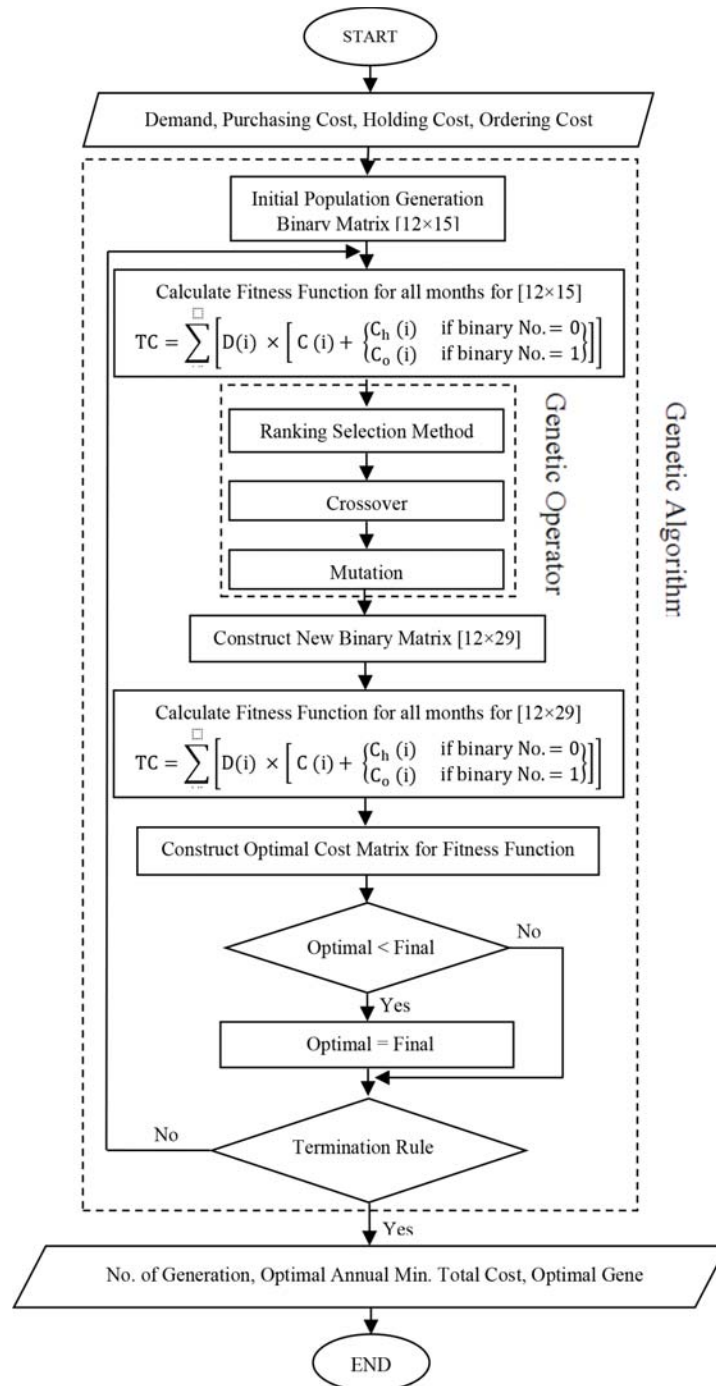 START
Demand, Purchasing Cost, Holding Cost, Ordering Cost
Initial Population Generation
Binary Matrix [12×15]
Calculate Fitness Function for all months for [12×15]
TC = ∑ [D(i) × [ C (i) + { C_h (i) if binary No. = 0
C_o (i) if binary No. = 1 }]]
Ranking Selection Method
Crossover
Mutation
Genetic Operator
Genetic Algorithm
Construct New Binary Matrix [12×29]
Calculate Fitness Function for all months for [12×29]
TC = ∑ [D(i) × [ C (i) + { C_h (i) if binary No. = 0
C_o (i) if binary No. = 1 }]]
Construct Optimal Cost Matrix for Fitness Function
Optimal < Final
No
Yes
Optimal = Final
No
Termination Rule
Yes
No. of Generation, Optimal Annual Min. Total Cost, Optimal Gene
END